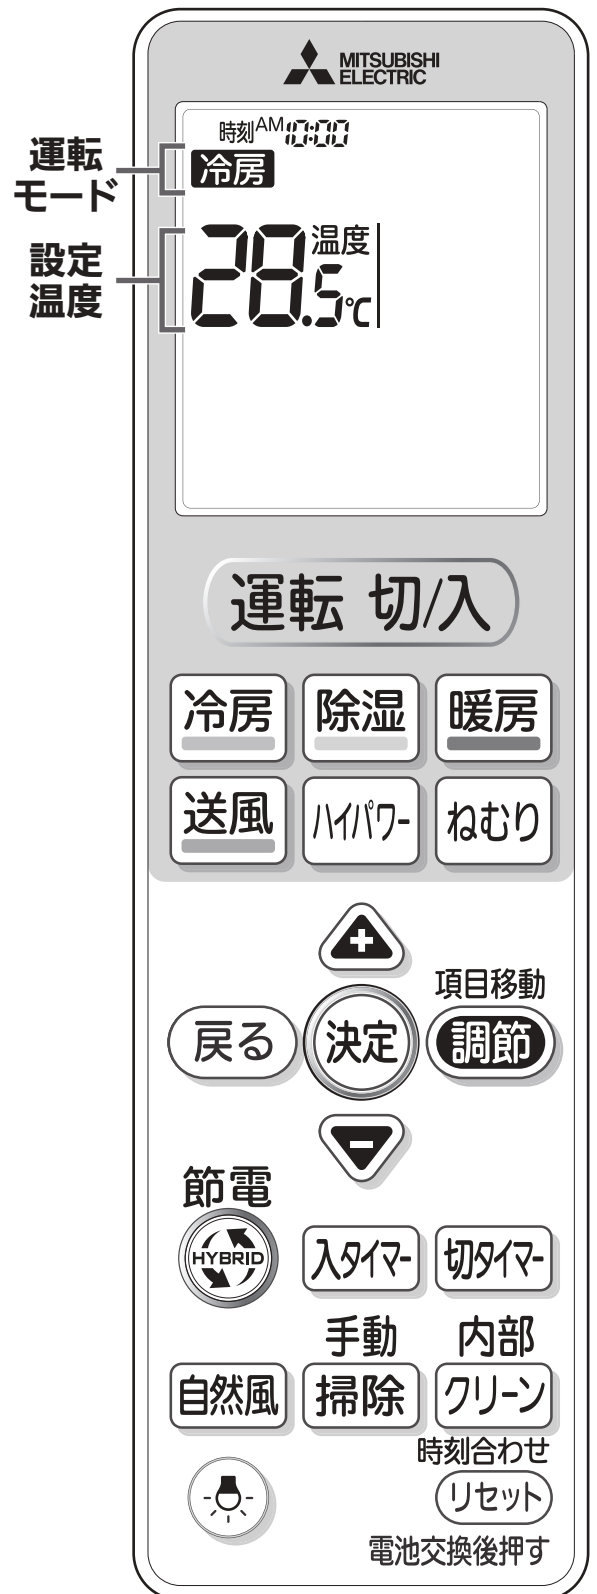 MITSUBISHI
ELECTRIC
時刻AM10:00
運転
モード
冷房
設定
温度
28.5℃
温度
運転 切/入
冷房 除湿 暖房
送風 ハイパワー ねむり
+
項目移動
戻る 決定 調節
-
節電
HYBRID 入タイマー 切タイマー
手動 内部
自然風 掃除 クリーン
時刻合わせ
リセット
電池交換後押す